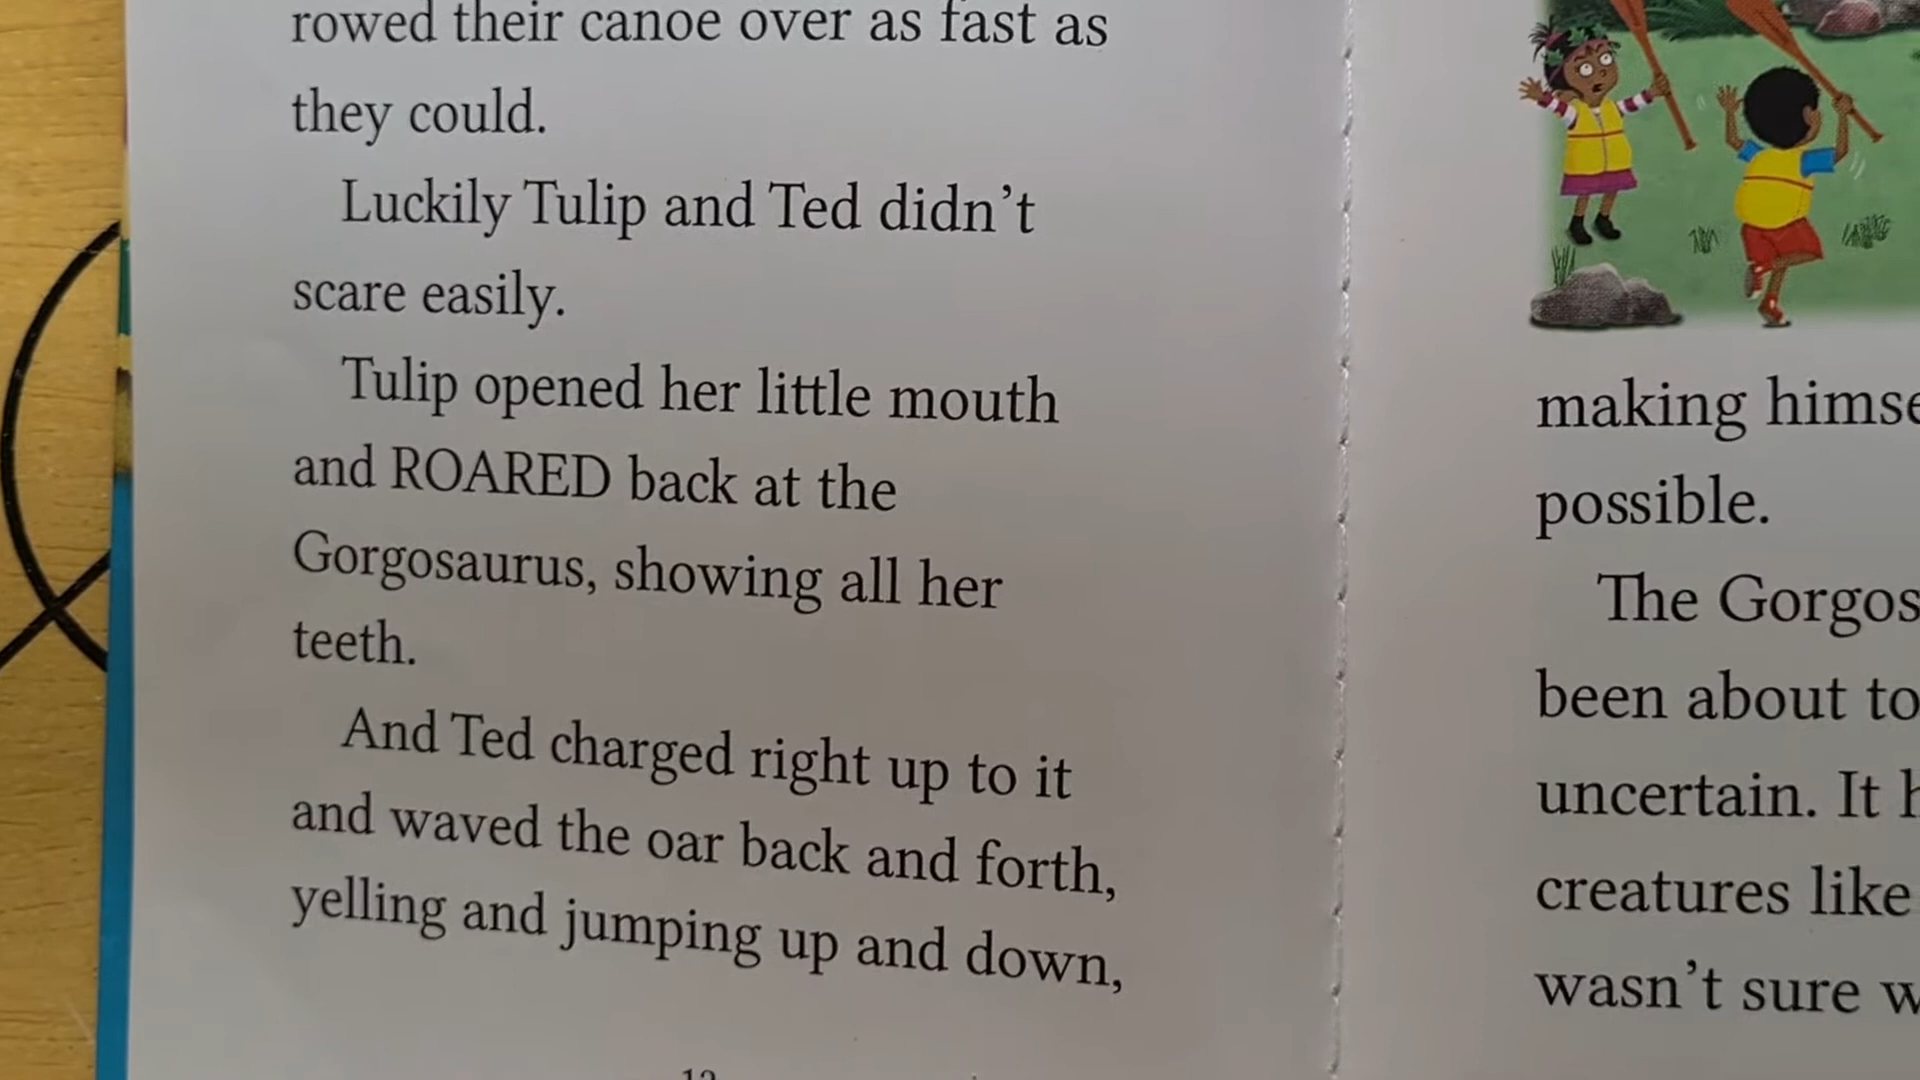 rowed their canoe over as fast as
they could.
Luckily Tulip and Ted didn't
scare easily.
Tulip opened her little mouth
and ROARED back at the
Gorgosaurus, showing all her
teeth.
And Ted charged right up to it
and waved the oar back and forth,
yelling and jumping up and down,
making
possible.
The
been about to
uncertain. It
creatures like
wasn't sure